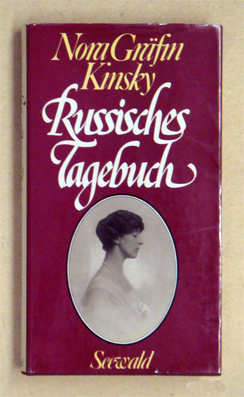 Nora Gräfin
Kinsky
Russisches
Tagebuch
Seewald